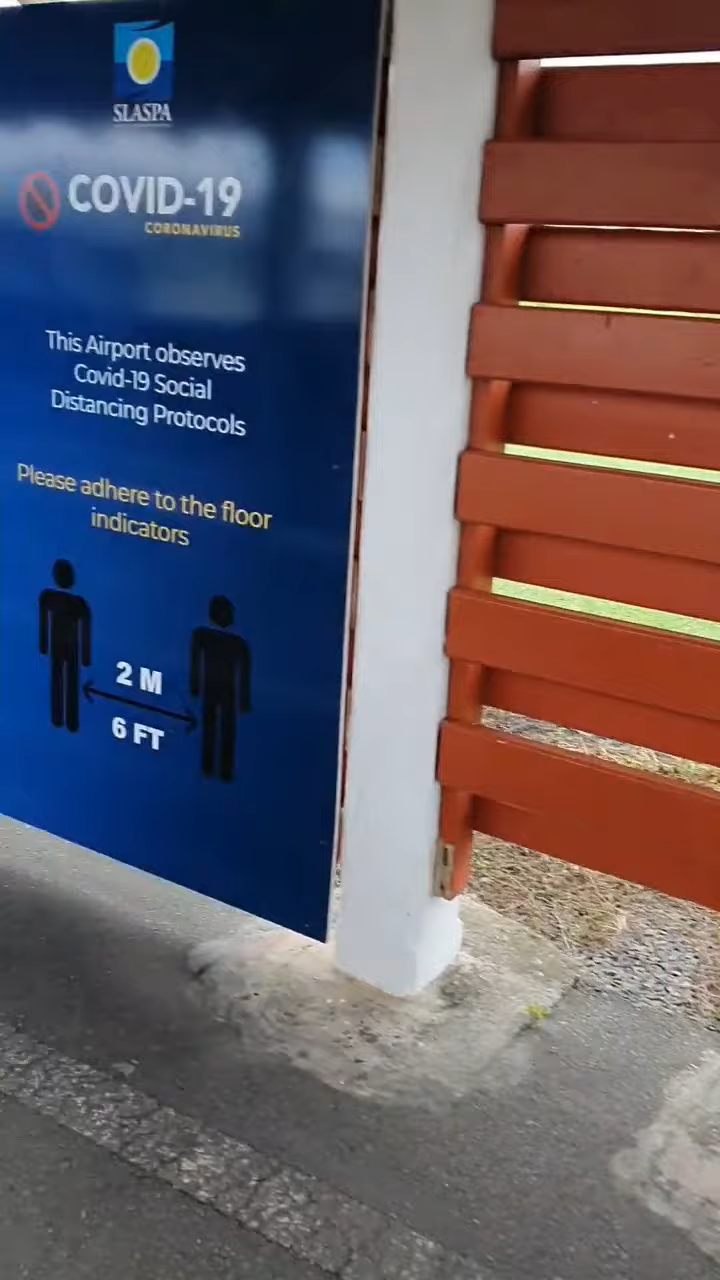 SLASPA
COVID-19
CORONAVIRUS
This Airport observes
Covid-19 Social
Distancing Protocols
Please adhere to the floor
indicators
2 M
6 FT